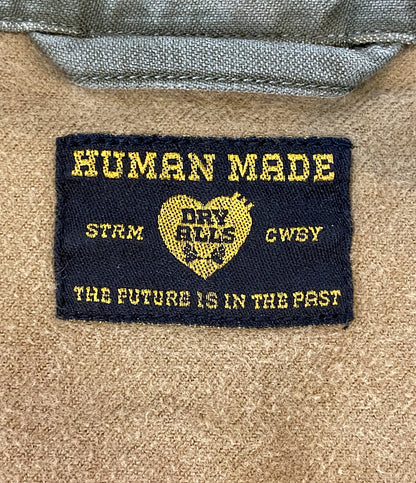 HUMAN MADE
DRY
STRM ALLS CWBY
THE FUTURE IS IN THE PAST